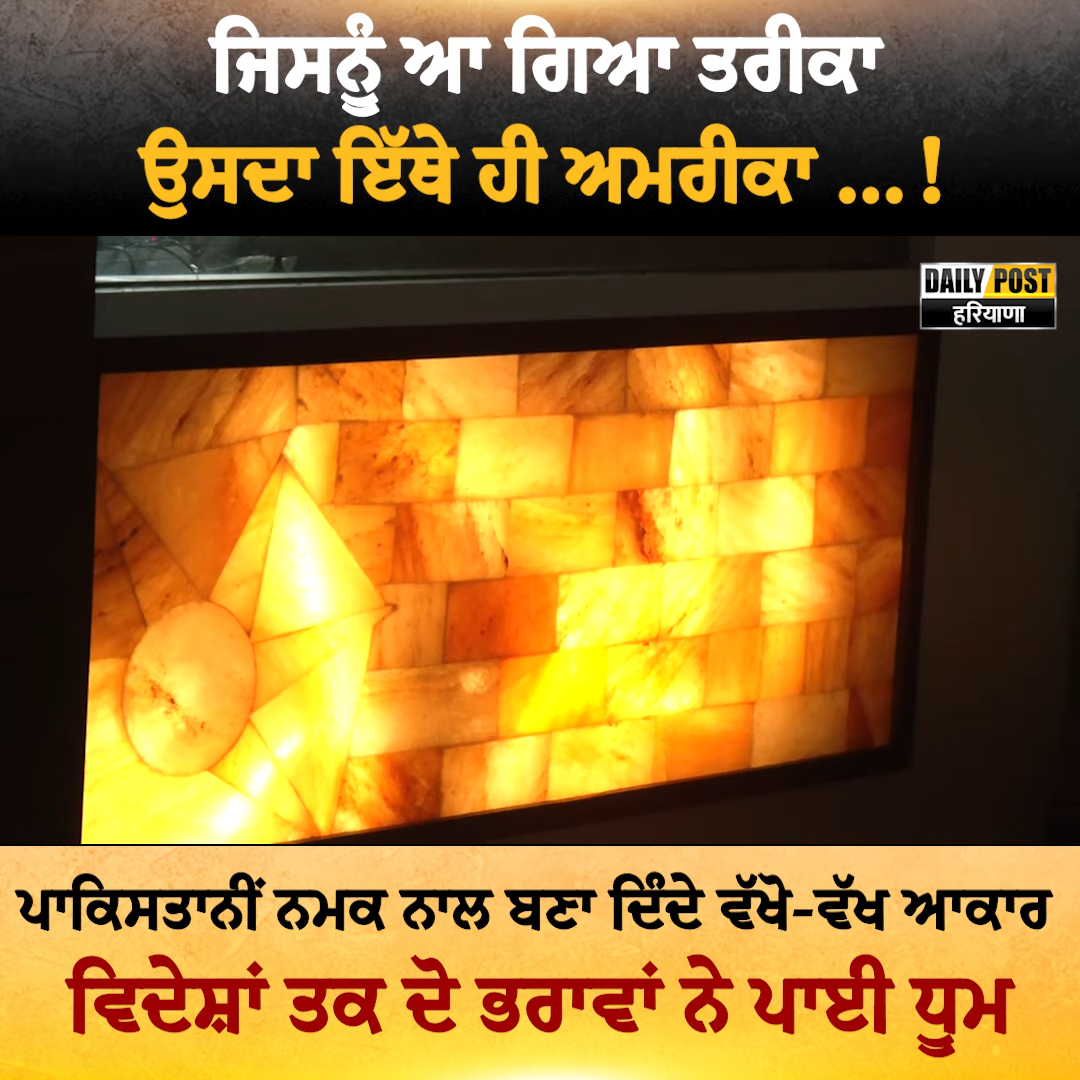 ਜਿਸਨੂੰ ਆ ਗਿਆ ਤਰੀਕਾ
ਉਸਦਾ ਇੱਥੇ ਹੀ ਅਮਰੀਕਾ ...!
DAILY POST
हरियाणा
ਪਾਕਿਸਤਾਨੀਂ ਨਮਕ ਨਾਲ ਬਣਾ ਦਿੰਦੇ ਵੱਖੋ-ਵੱਖ ਆਕਾਰ
ਵਿਦੇਸ਼ਾਂ ਤਕ ਦੋ ਭਰਾਵਾਂ ਨੇ ਪਾਈ ਧੂਮ